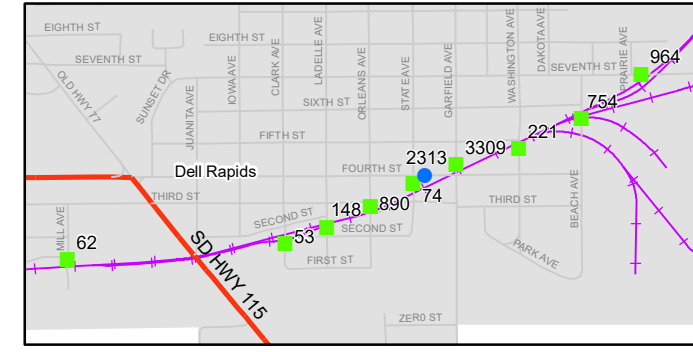 EIGHTH ST
EIGHTH ST
SEVENTH ST
SEVENTH ST
OLD HWY 77
SUNSET DR
JUANITA AVE
IOWA AVE
CLARK AVE
LADELLE AVE
ORLEANS AVE
STATE AVE
GARFIELD AVE
WASHINGTON AVE
DAKOTA AVE
PRAIRIE AVE
964
754
SIXTH ST
FIFTH ST
221
3309
2313
FOURTH ST
Dell Rapids
74
THIRD ST
THIRD ST
890
148
SECOND ST
SECOND ST
53
BEACH AVE
MILL AVE
62
SD HWY 115
FIRST ST
PARK AVE
ZERO ST